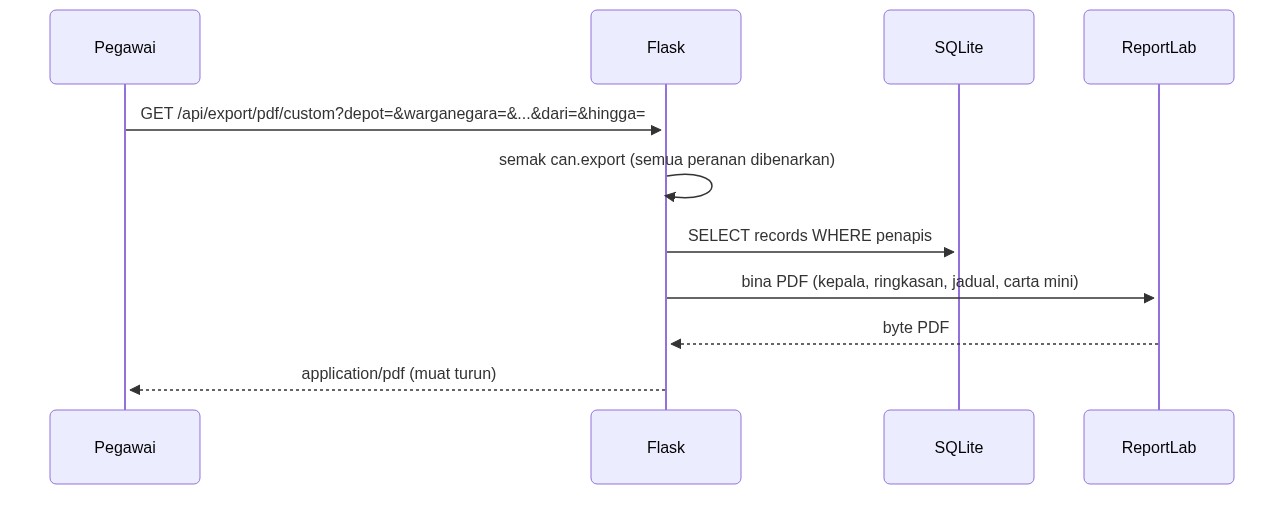 Pegawai
Flask
SQLite
ReportLab
GET /api/export/pdf/custom?depot=&warganegara=&...&dari=&hingga=
semak can.export (semua peranan dibenarkan)
SELECT records WHERE penapis
bina PDF (kepala, ringkasan, jadual, carta mini)
byte PDF
application/pdf (muat turun)
Pegawai
Flask
SQLite
ReportLab